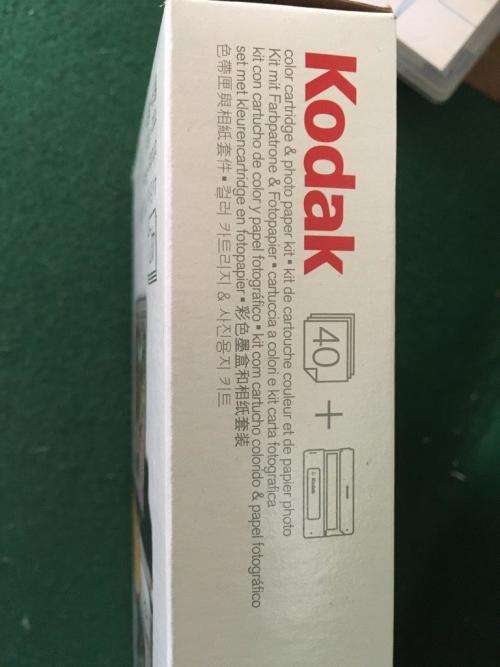 Kodak
40 +
color cartridge & photo paper kit ▪ kit de cartouche couleur et de papier photo
Kit mit Farbpatrone & Fotopapier ▪ cartuccia a colori e kit carta fotografica
kit con cartucho de color y papel fotográfico ▪ kit com cartucho colorido & papel fotográfico
set met kleurencartridge en fotopapier ▪ 彩色墨盒和相纸套装
色帶匣與相紙套件 ▪ 컬러 카트리지 & 사진용지 키트